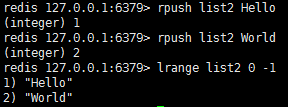 redis 127.0.0.1:6379> rpush list2 Hello
(integer) 1
redis 127.0.0.1:6379> rpush list2 World
(integer) 2
redis 127.0.0.1:6379> lrange list2 0 -1
1) "Hello"
2) "World"